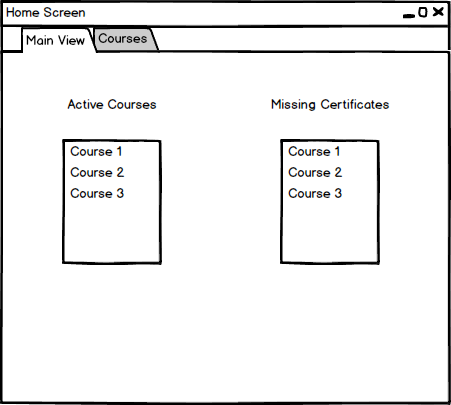 Home Screen
Main View
Courses
Active Courses
Missing Certificates
Course 1
Course 2
Course 3
Course 1
Course 2
Course 3